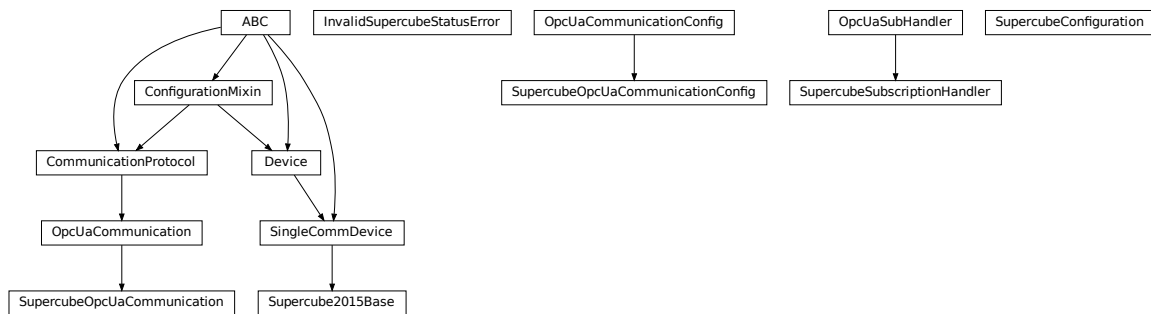 ABC
InvalidSupercubeStatusError
OpcUaCommunicationConfig
OpcUaSubHandler
SupercubeConfiguration
ConfigurationMixin
SupercubeOpcUaCommunicationConfig
SupercubeSubscriptionHandler
CommunicationProtocol
Device
OpcUaCommunication
SingleCommDevice
SupercubeOpcUaCommunication
Supercube2015Base